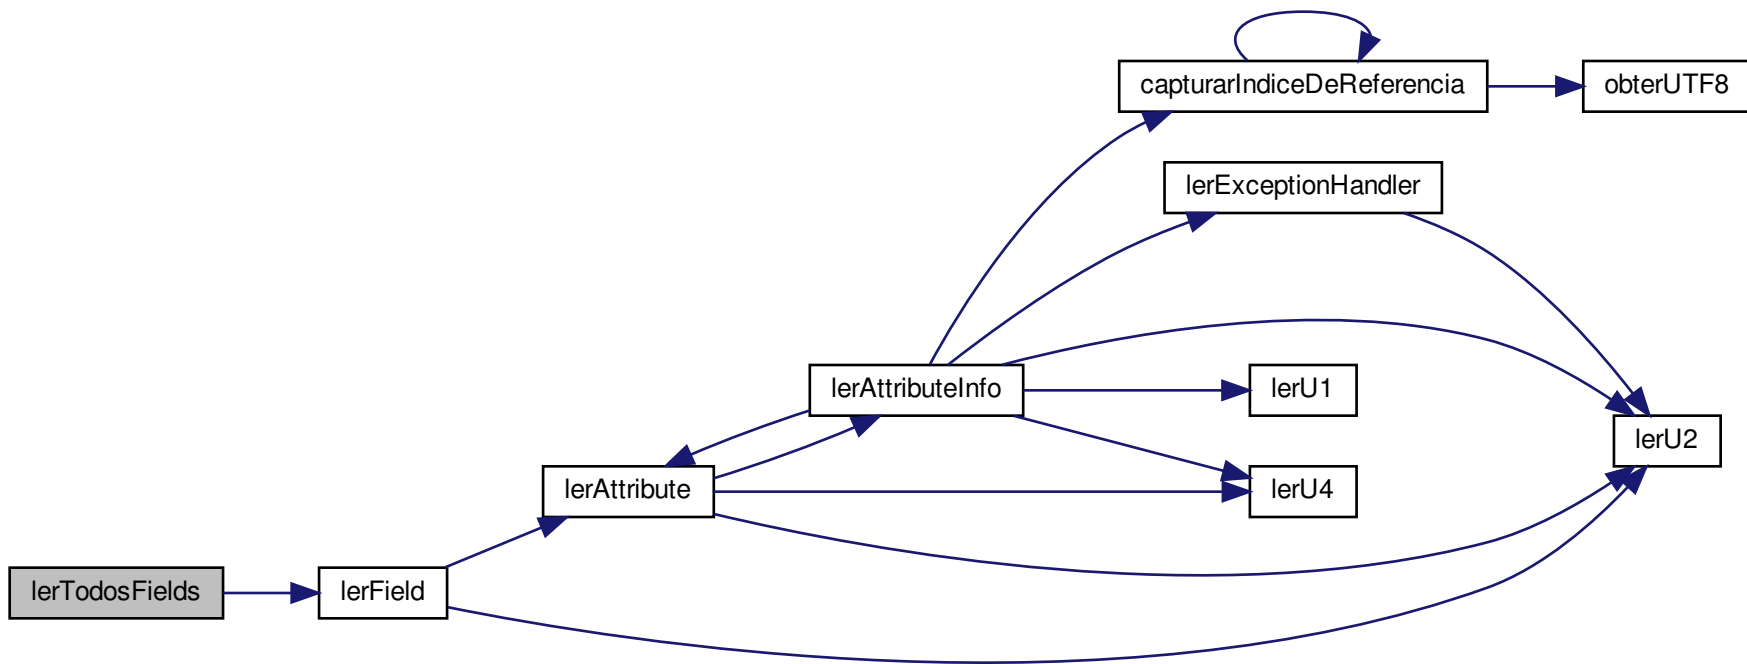 capturarIndiceDeReferencia
obterUTF8
lerExceptionHandler
lerAttributeInfo
lerU1
lerU2
lerAttribute
lerU4
lerTodosFields
lerField